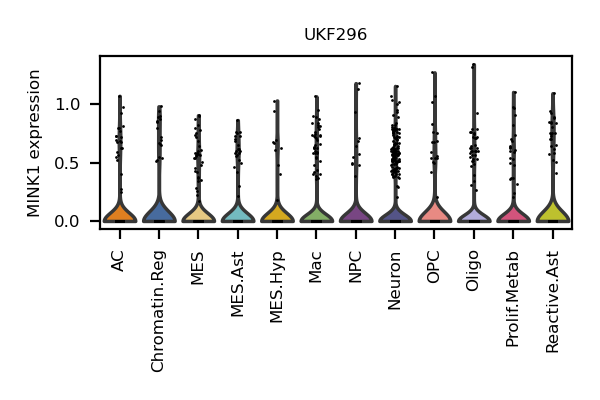 UKF296
MINK1 expression
1.0
0.5
0.0
AC
Chromatin.Reg
MES
MES.Ast
MES.Hyp
Mac
NPC
Neuron
OPC
Oligo
Prolif.Metab
Reactive.Ast